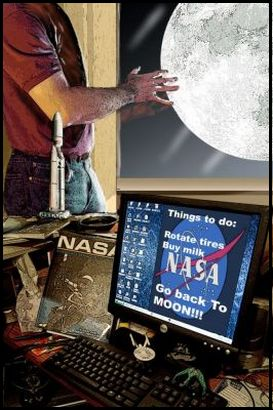 Things to do:
Rotate tires
Buy milk
NASA
Go back To
MOON!!!
NASA